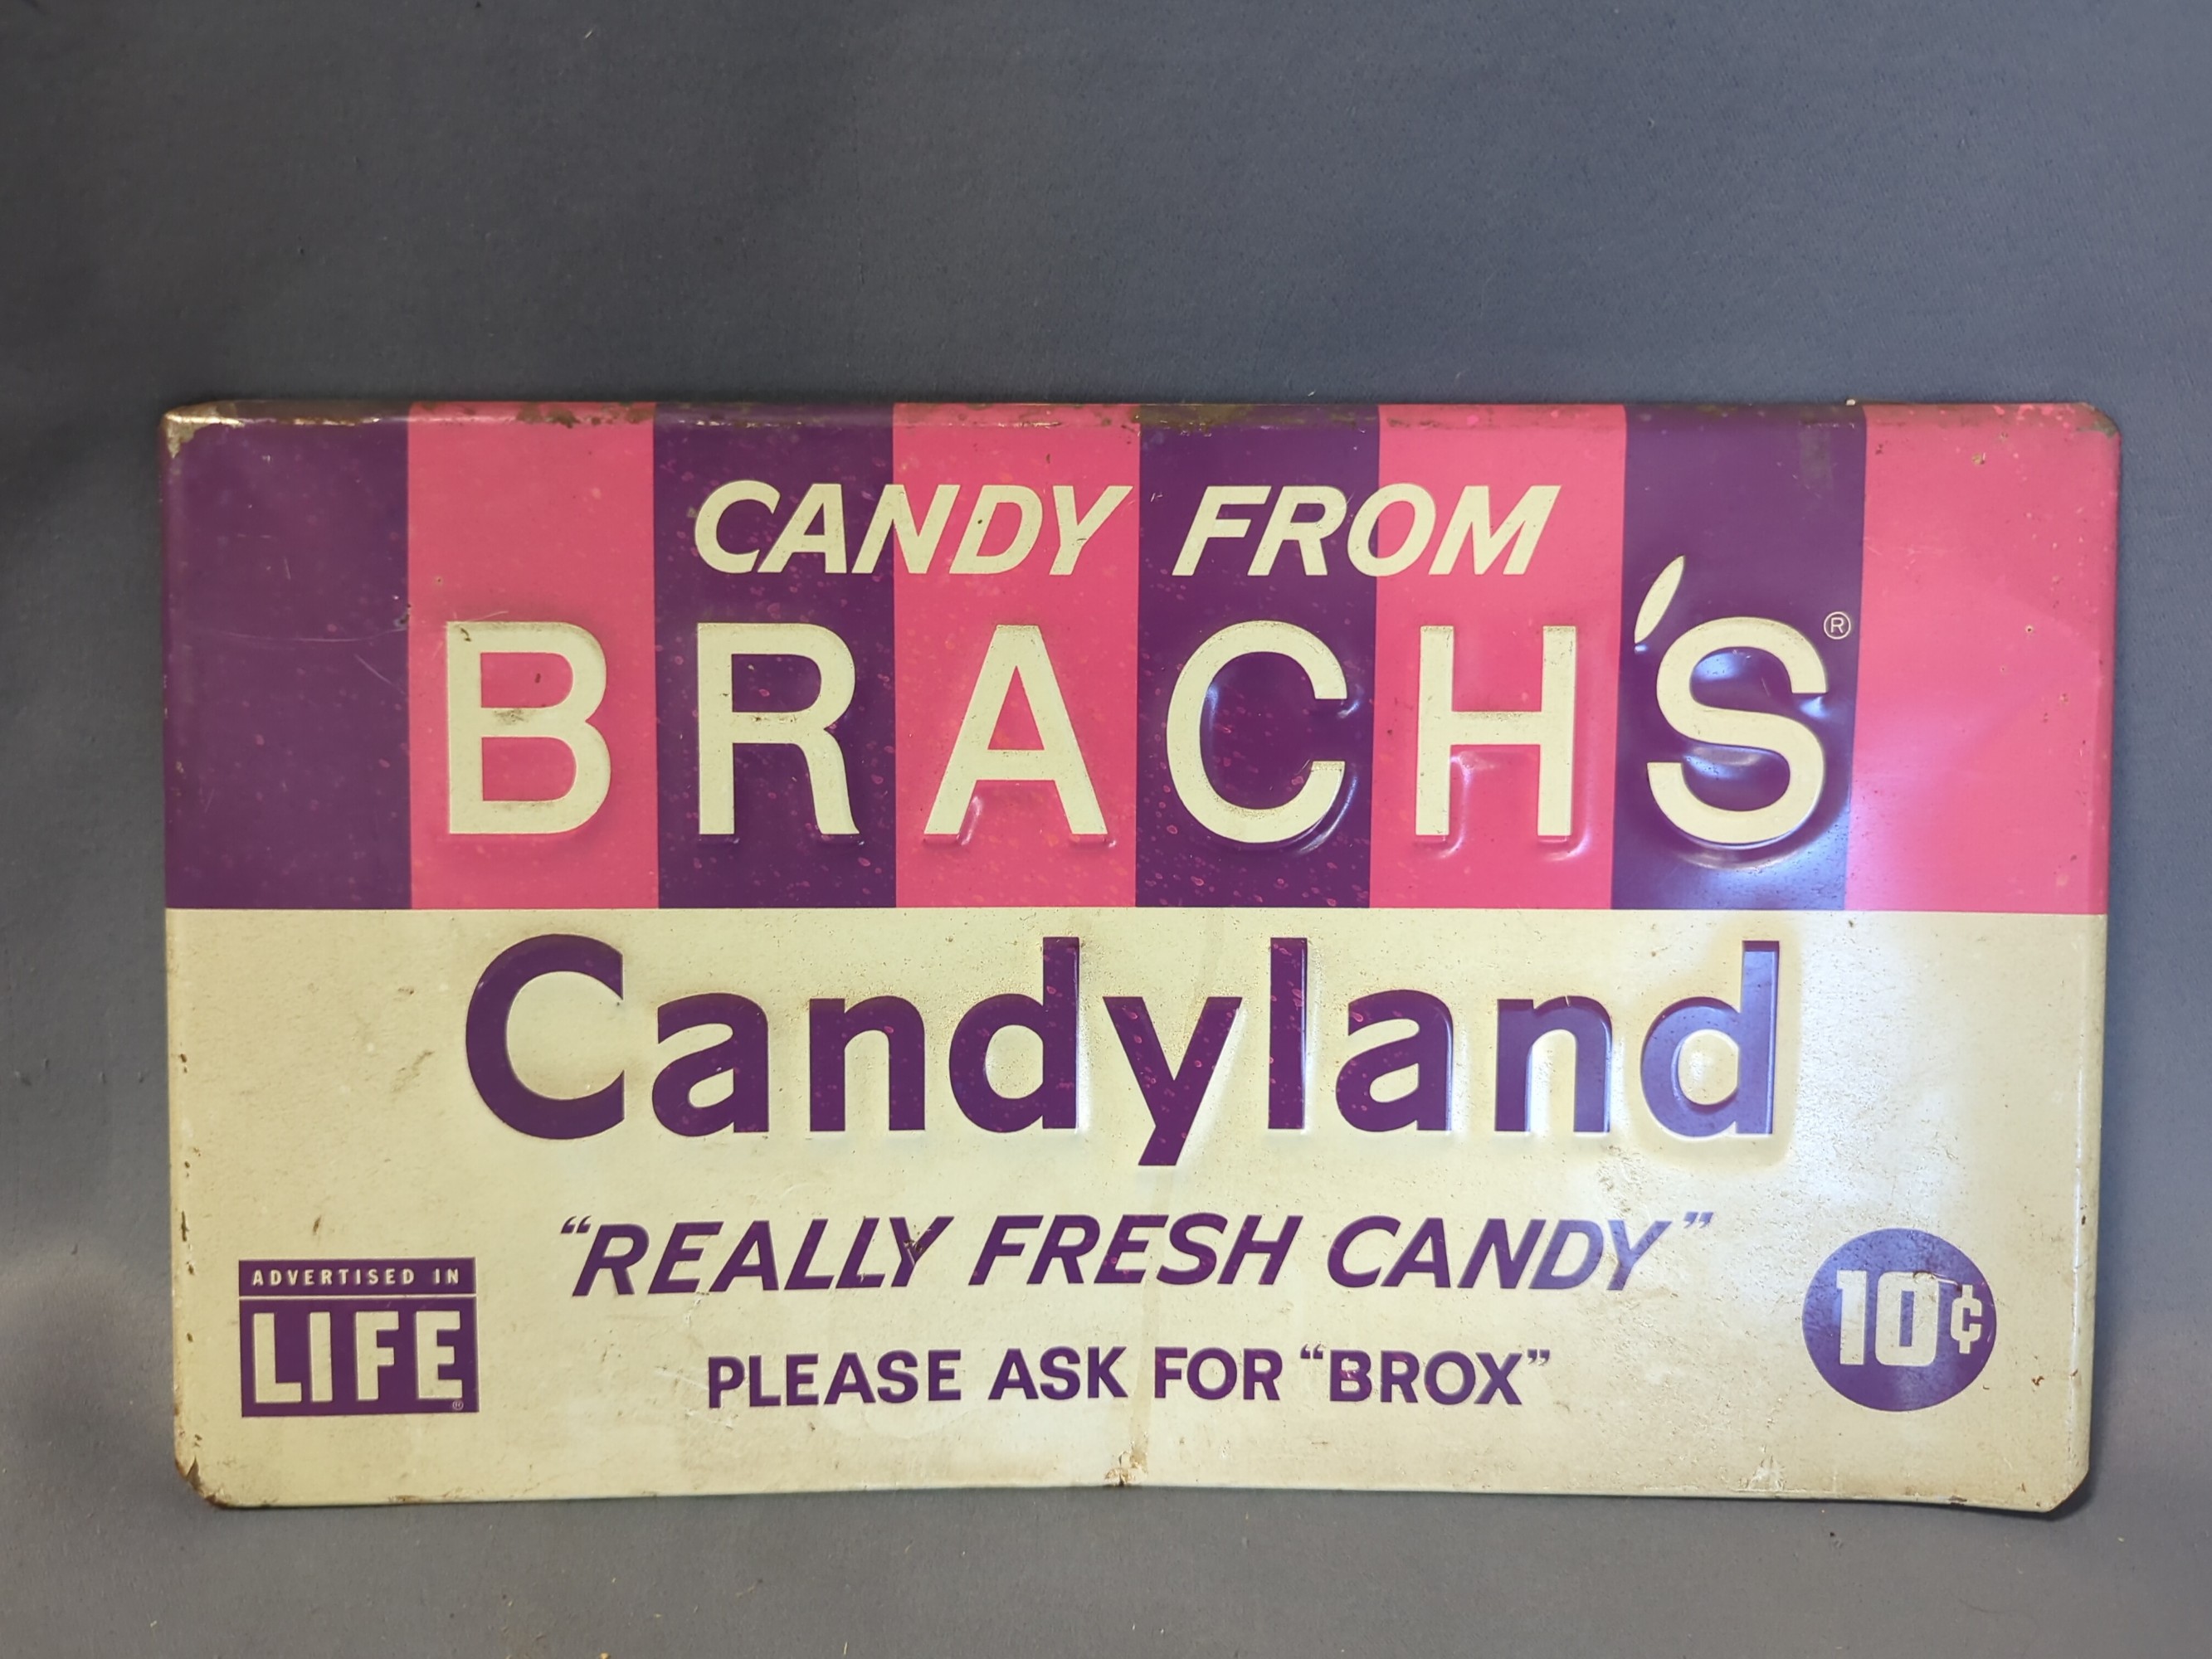 CANDY FROM
BRACH'S®
Candyland
“REALLY FRESH CANDY”
ADVERTISED IN
LIFE®
10¢
PLEASE ASK FOR “BROX”